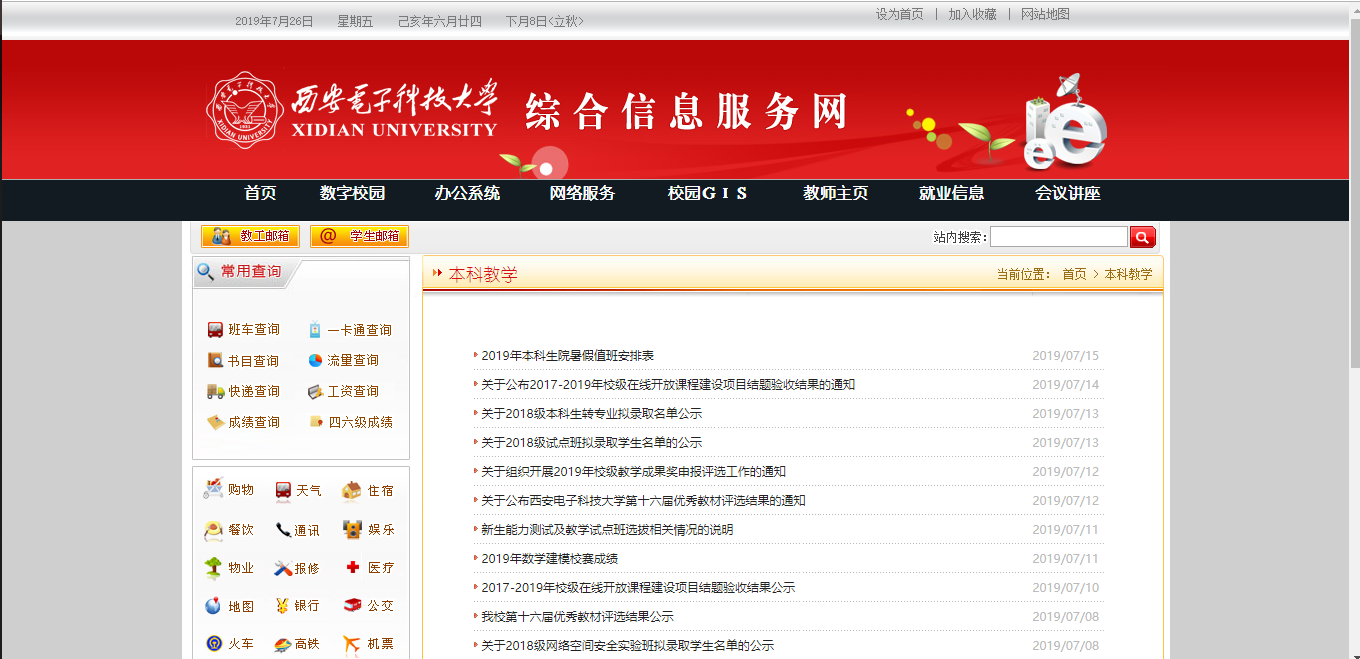 2019年7月26日 星期五 己亥年六月廿四 下月8日<立秋>
设为首页 | 加入收藏 | 网站地图
西安电子科技大学
XIDIAN UNIVERSITY
综合信息服务网
首页 数字校园 办公系统 网络服务 校园GIS 教师主页 就业信息 会议讲座
教工邮箱 @ 学生邮箱 站内搜索:
常用查询
班车查询 一卡通查询
书目查询 流量查询
快递查询 工资查询
成绩查询 四六级成绩
购物 天气 住宿
餐饮 通讯 娱乐
物业 报修 医疗
地图 银行 公交
火车 高铁 机票
本科教学 当前位置： 首页 > 本科教学
2019年本科生院暑假值班安排表 2019/07/15
关于公布2017-2019年校级在线开放课程建设项目结题验收结果的通知 2019/07/14
关于2018级本科生转专业拟录取名单公示 2019/07/13
关于2018级试点班拟录取学生名单的公示 2019/07/13
关于组织开展2019年校级教学成果奖申报评选工作的通知 2019/07/12
关于公布西安电子科技大学第十六届优秀教材评选结果的通知 2019/07/12
新生能力测试及教学试点班选拔相关情况的说明 2019/07/11
2019年数学建模校赛成绩 2019/07/11
2017-2019年校级在线开放课程建设项目结题验收结果公示 2019/07/10
我校第十六届优秀教材评选结果公示 2019/07/08
关于2018级网络空间安全实验班拟录取学生名单的公示 2019/07/08